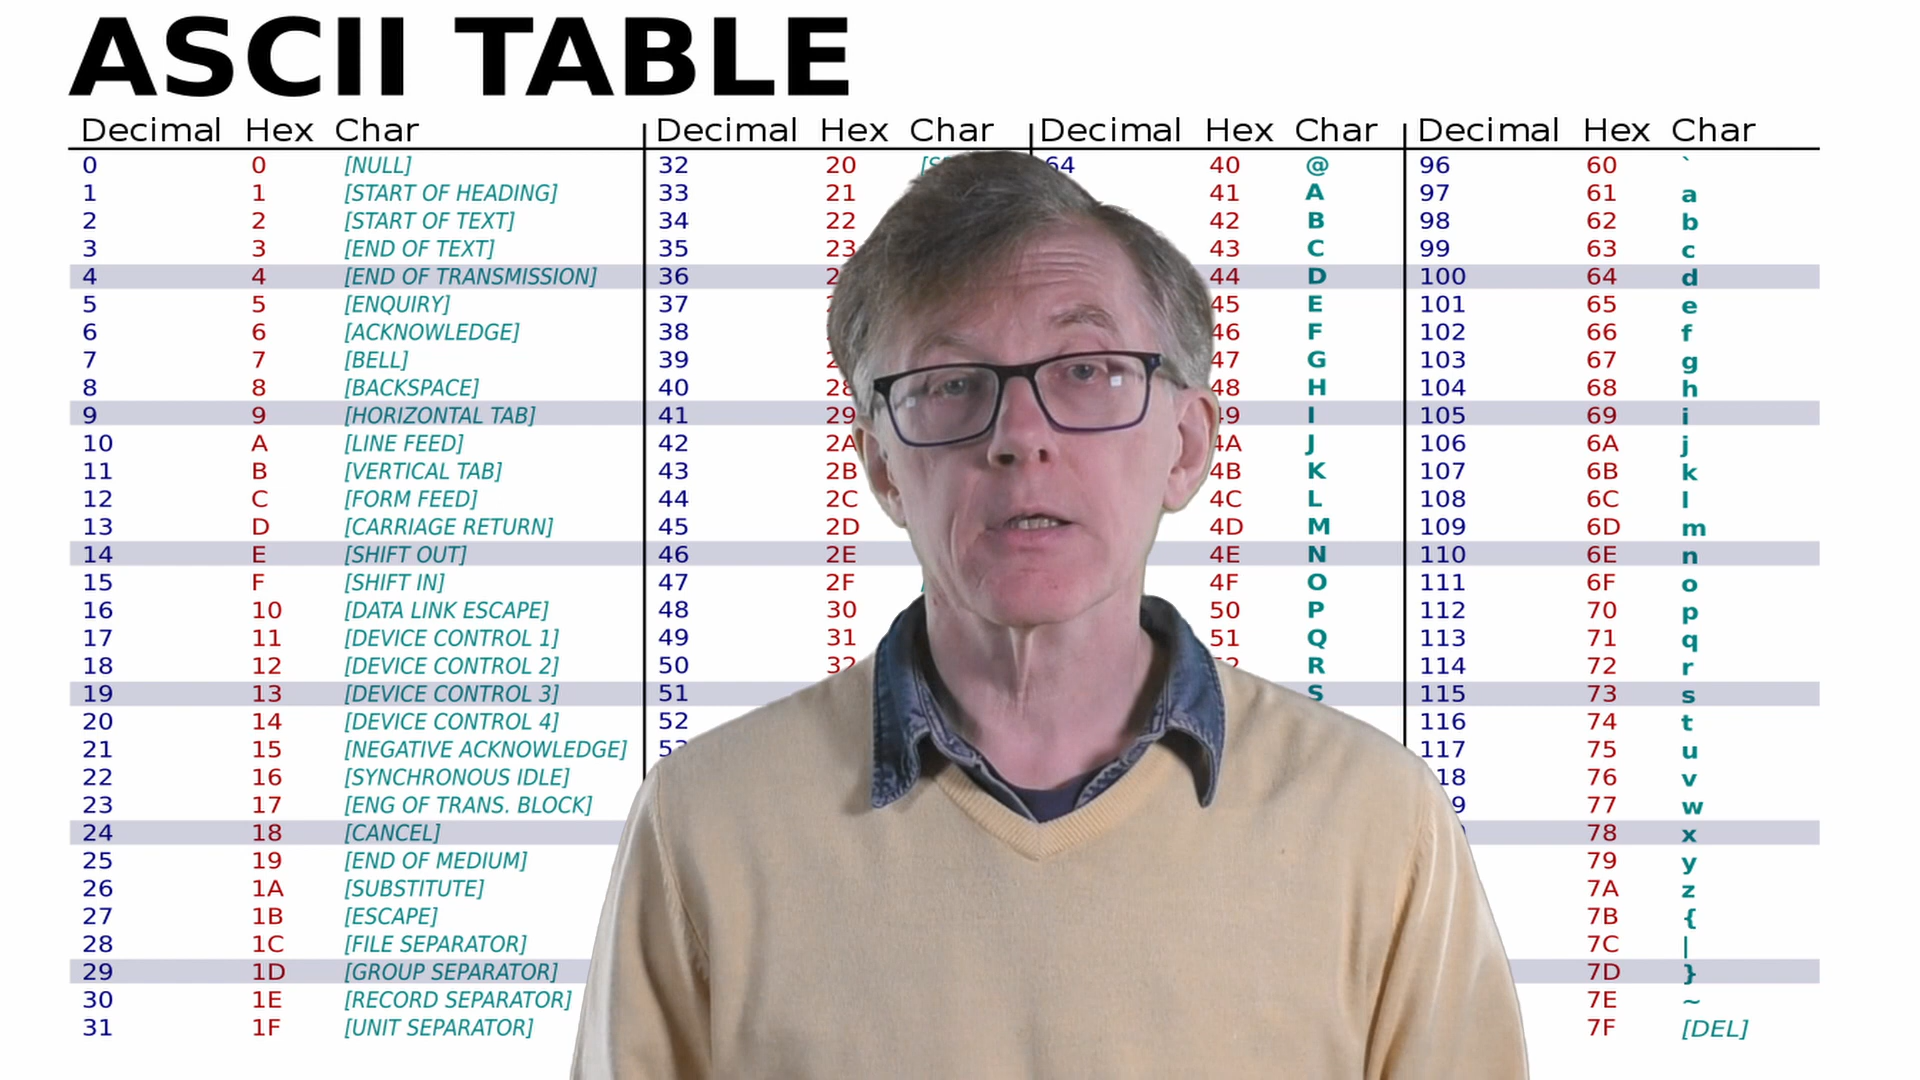 ASCII TABLE
Decimal Hex Char Decimal Hex Char Decimal Hex Char Decimal Hex Char
0 0 [NULL] 32 20 64 40 @ 96 60 `
1 1 [START OF HEADING] 33 21 41 A 97 61 a
2 2 [START OF TEXT] 34 22 42 B 98 62 b
3 3 [END OF TEXT] 35 23 43 C 99 63 c
4 4 [END OF TRANSMISSION] 36 44 D 100 64 d
5 5 [ENQUIRY] 37 45 E 101 65 e
6 6 [ACKNOWLEDGE] 38 46 F 102 66 f
7 7 [BELL] 39 47 G 103 67 g
8 8 [BACKSPACE] 40 28 48 H 104 68 h
9 9 [HORIZONTAL TAB] 41 29 49 I 105 69 i
10 A [LINE FEED] 42 2A 4A J 106 6A j
11 B [VERTICAL TAB] 43 2B 4B K 107 6B k
12 C [FORM FEED] 44 2C 4C L 108 6C l
13 D [CARRIAGE RETURN] 45 2D 4D M 109 6D m
14 E [SHIFT OUT] 46 2E 4E N 110 6E n
15 F [SHIFT IN] 47 2F 4F O 111 6F o
16 10 [DATA LINK ESCAPE] 48 30 50 P 112 70 p
17 11 [DEVICE CONTROL 1] 49 31 51 Q 113 71 q
18 12 [DEVICE CONTROL 2] 50 32 R 114 72 r
19 13 [DEVICE CONTROL 3] 51 S 115 73 s
20 14 [DEVICE CONTROL 4] 52 116 74 t
21 15 [NEGATIVE ACKNOWLEDGE] 53 117 75 u
22 16 [SYNCHRONOUS IDLE] 76 v
23 17 [ENG OF TRANS. BLOCK] 77 w
24 18 [CANCEL] 78 x
25 19 [END OF MEDIUM] 79 y
26 1A [SUBSTITUTE] 7A z
27 1B [ESCAPE] 7B {
28 1C [FILE SEPARATOR] 7C |
29 1D [GROUP SEPARATOR] 7D }
30 1E [RECORD SEPARATOR] 7E ~
31 1F [UNIT SEPARATOR] 7F [DEL]